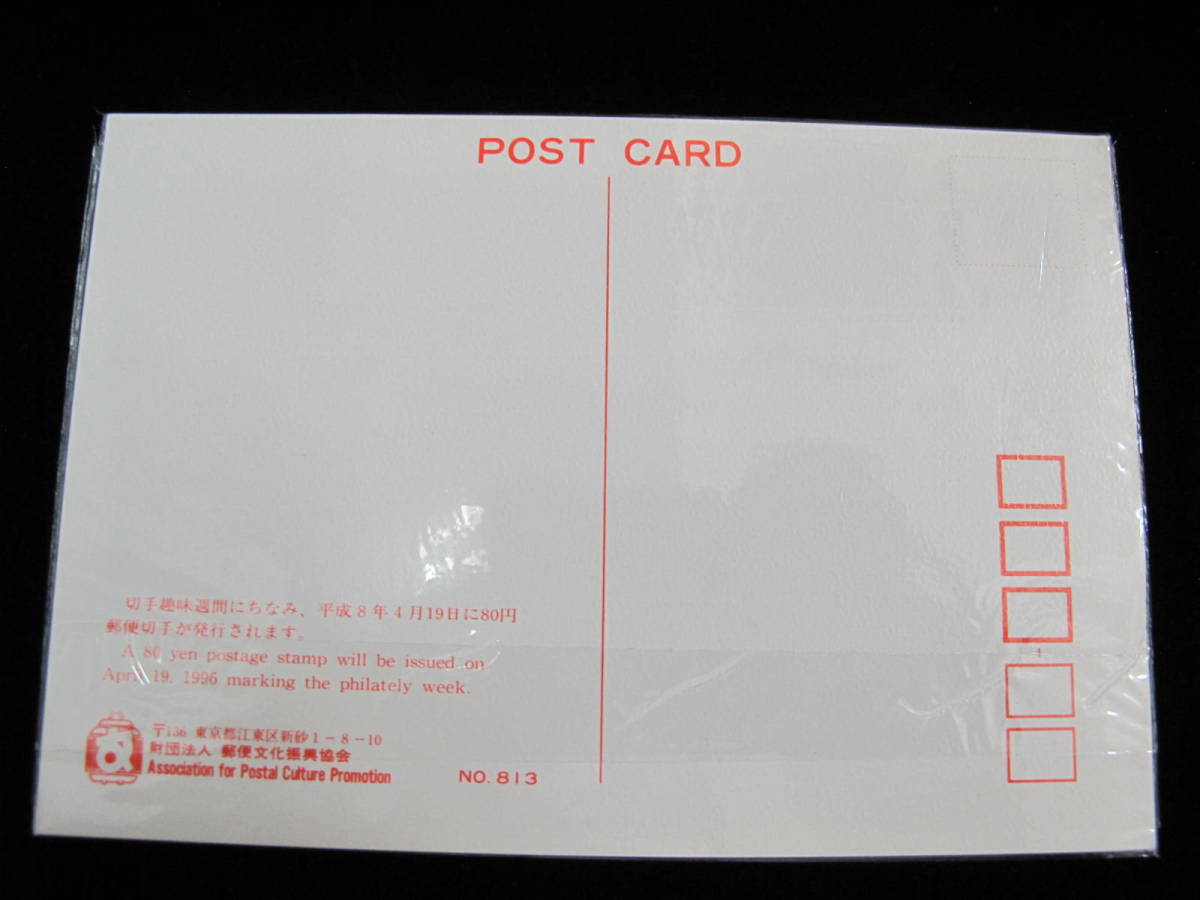 POST CARD
切手趣味週間にちなみ、平成8年4月19日に80円
郵便切手が発行されます。
A 80 yen postage stamp will be issued on
April 19. 1996 marking the philately week.
〒136 東京都江東区新砂1-8-10
財団法人 郵便文化振興協会
Association for Postal Culture Promotion
NO. 813